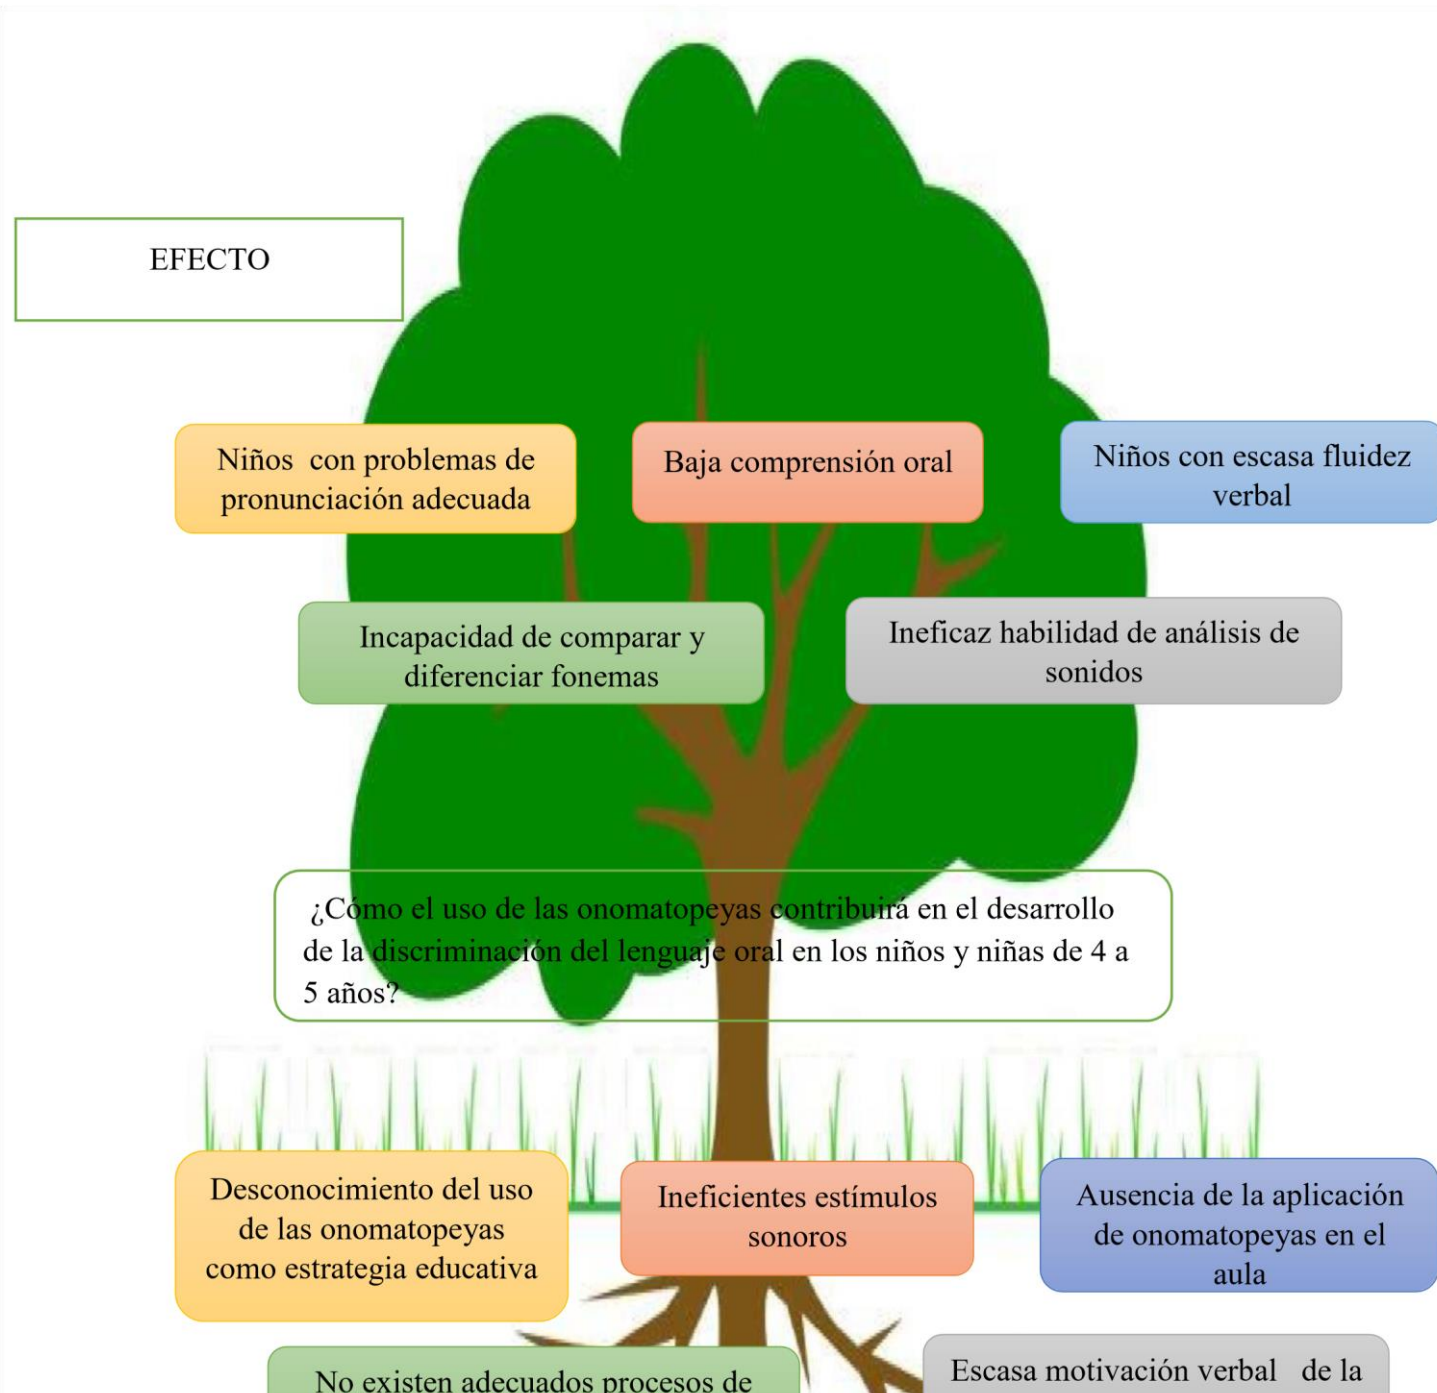 EFECTO
Niños con problemas de
pronunciación adecuada
Baja comprensión oral
Niños con escasa fluidez
verbal
Incapacidad de comparar y
diferenciar fonemas
Ineficaz habilidad de análisis de
sonidos
¿Cómo el uso de las onomatopeyas contribuirá en el desarrollo
de la discriminación del lenguaje oral en los niños y niñas de 4 a
5 años?
Desconocimiento del uso
de las onomatopeyas
como estrategia educativa
Ineficientes estímulos
sonoros
Ausencia de la aplicación
de onomatopeyas en el
aula
No existen adecuados procesos de
Escasa motivación verbal de la